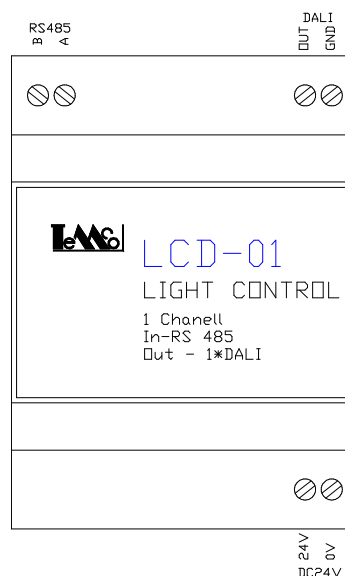 RS485
B A
DALI
OUT GND
TeMCo
LCD-01
LIGHT CONTROL
1 Chanell
In-RS 485
Out - 1*DALI
24V 0V
DC24V